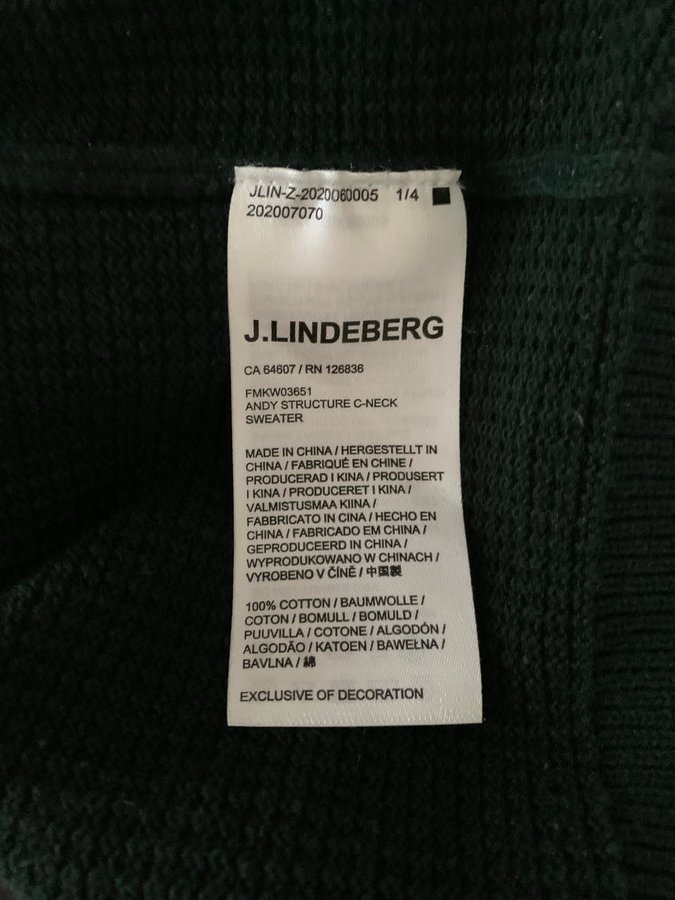 JLIN-Z-2020060005 1/4
202007070
J.LINDEBERG
CA 64607 / RN 126836
FMKW03651
ANDY STRUCTURE C-NECK
SWEATER
MADE IN CHINA / HERGESTELLT IN
CHINA / FABRIQUÉ EN CHINE /
PRODUCERAD I KINA / PRODUSERT
I KINA / PRODUCERET I KINA /
VALMISTUSMAA KIINA /
FABBRICATO IN CINA / HECHO EN
CHINA / FABRICADO EM CHINA /
GEPRODUCEERD IN CHINA /
WYPRODUKOWANO W CHINACH /
VYROBENO V ČÍNĚ / 中国製
100% COTTON / BAUMWOLLE /
COTON / BOMULL / BOMULD /
PUUVILLA / COTONE / ALGODÓN /
ALGODÃO / KATOEN / BAWEŁNA /
BAVLNA / 綿
EXCLUSIVE OF DECORATION